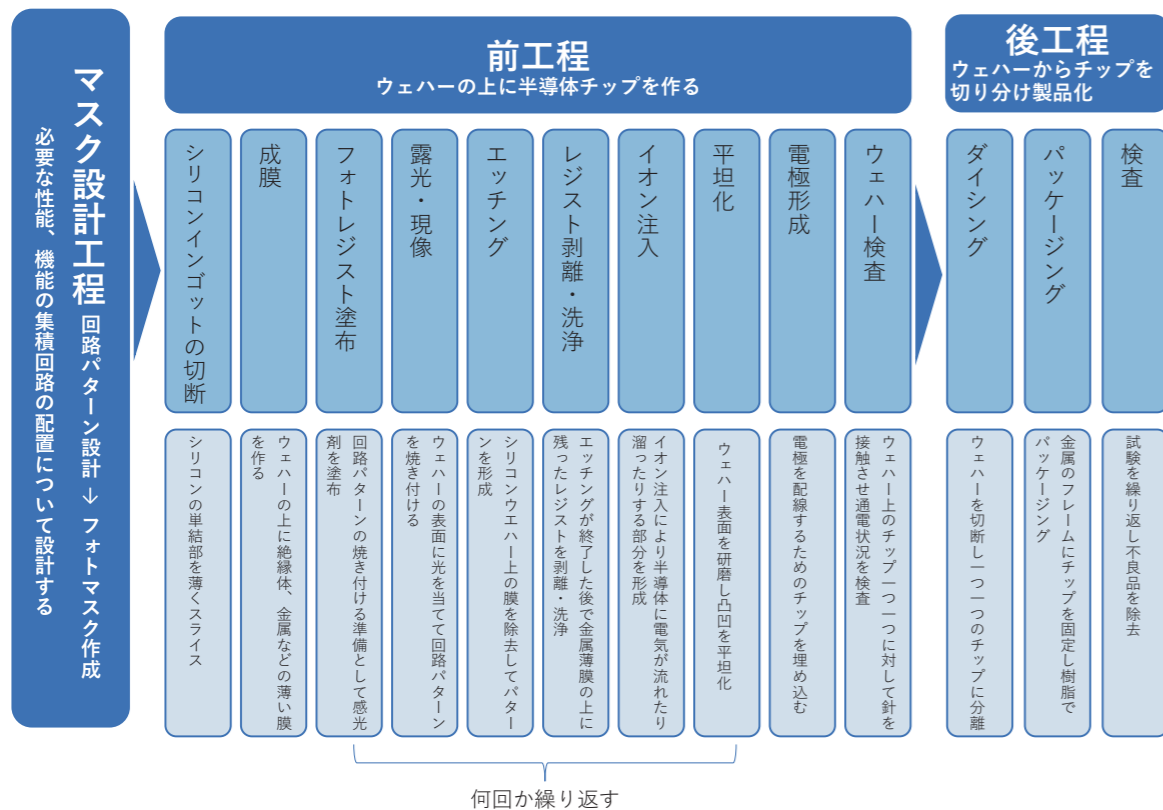 マスク設計工程 回路パターン設計→フォトマスク作成
必要な性能、機能の集積回路の配置について設計する
前工程
ウェハーの上に半導体チップを作る
シリコンインゴットの切断
シリコンの単結部を薄くスライス
成膜
ウェハーの上に絶縁体、金属などの薄い膜
を作る
フォトレジスト塗布
回路パターンの焼き付ける準備として感光
剤を塗布
露光・現像
ウェハーの表面に光を当てて回路パターン
を焼き付ける
エッチング
シリコンウエハー上の膜を除去してパター
ンを形成
レジスト剥離・洗浄
エッチングが終了した後で金属薄膜の上に
残ったレジストを剥離・洗浄
イオン注入
イオン注入により半導体に電気が流れたり
溜ったりする部分を形成
平坦化
ウェハー表面を研磨し凸凹を平坦化
電極形成
電極を配線するためのチップを埋め込む
ウェハー検査
ウェハー上のチップ一つ一つに対して針を
接触させ通電状況を検査
何回か繰り返す
後工程
ウェハーからチップを
切り分け製品化
ダイシング
ウェハーを切断し一つ一つのチップに分離
パッケージング
金属のフレームにチップを固定し樹脂で
パッケージング
検査
試験を繰り返し不良品を除去